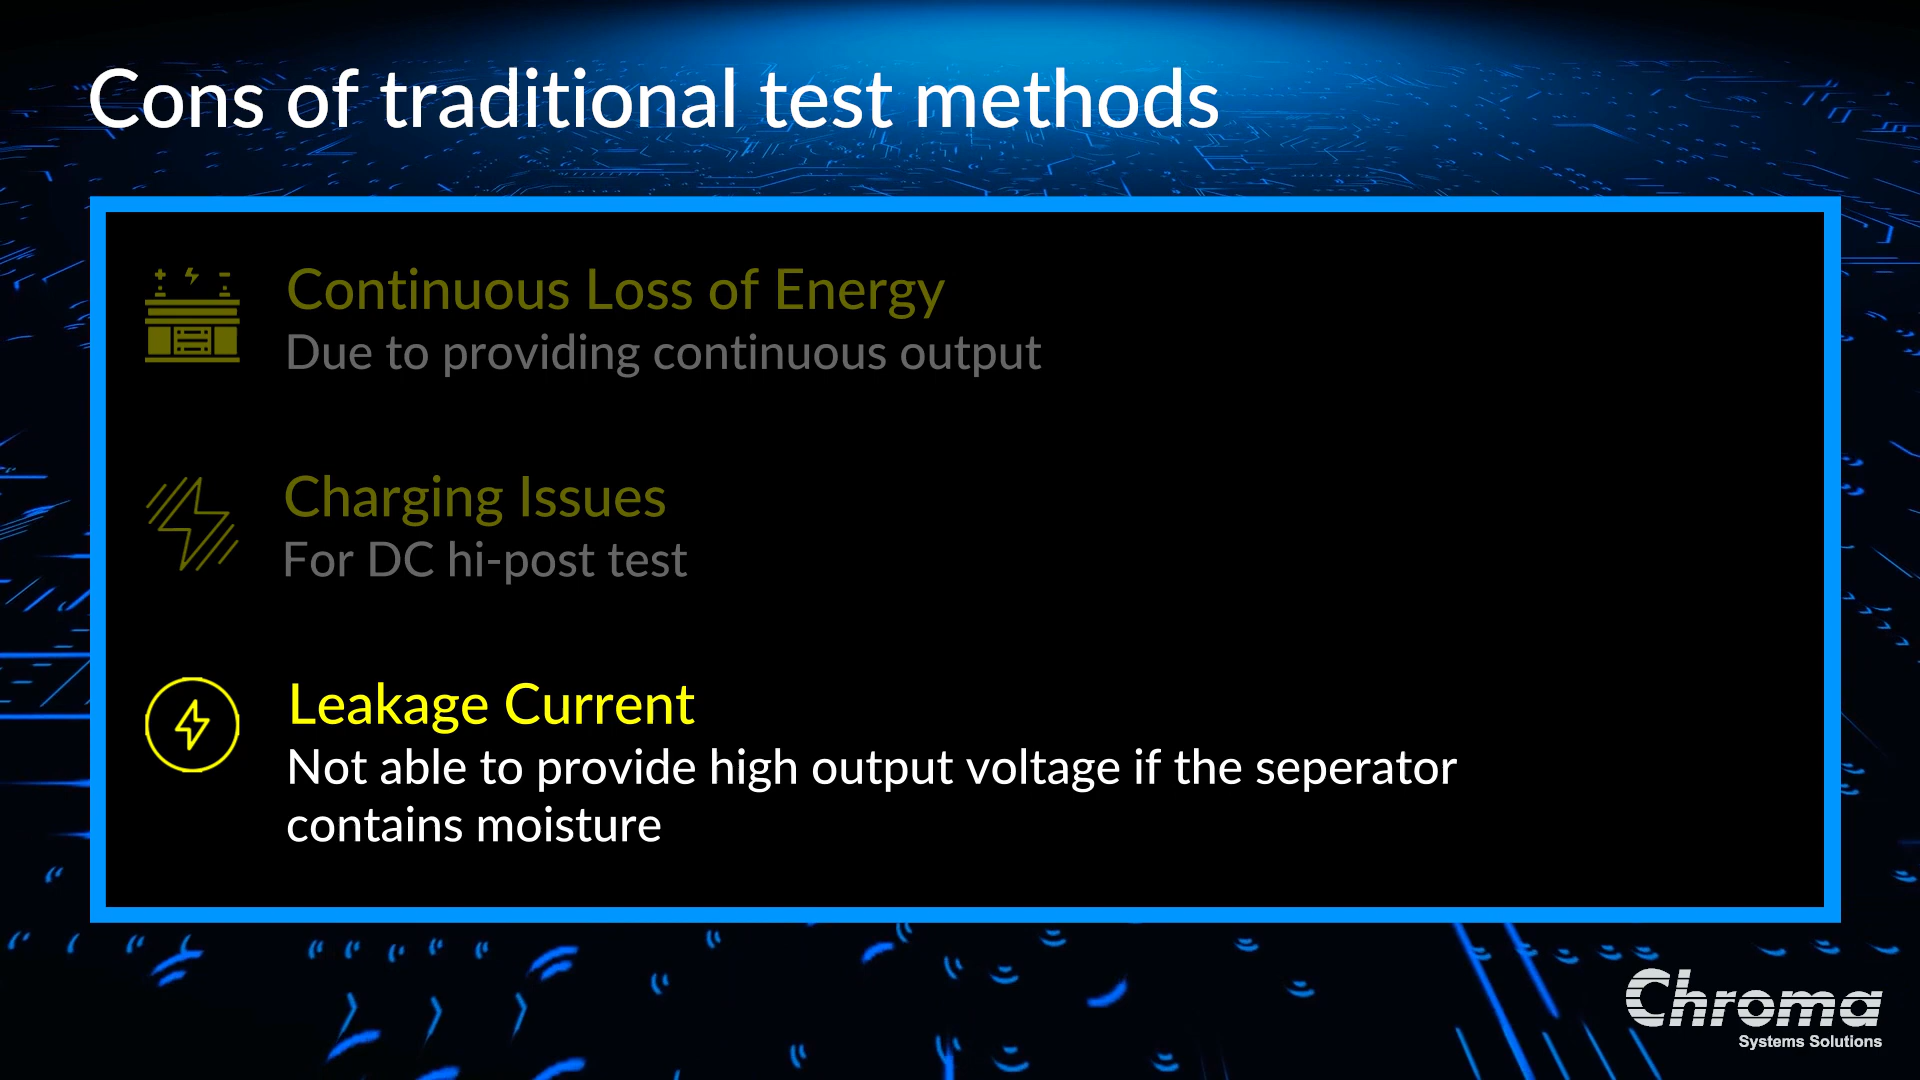 Cons of traditional test methods
Continuous Loss of Energy
Due to providing continuous output
Charging Issues
For DC hi-post test
Leakage Current
Not able to provide high output voltage if the seperator
contains moisture
Chroma
Systems Solutions